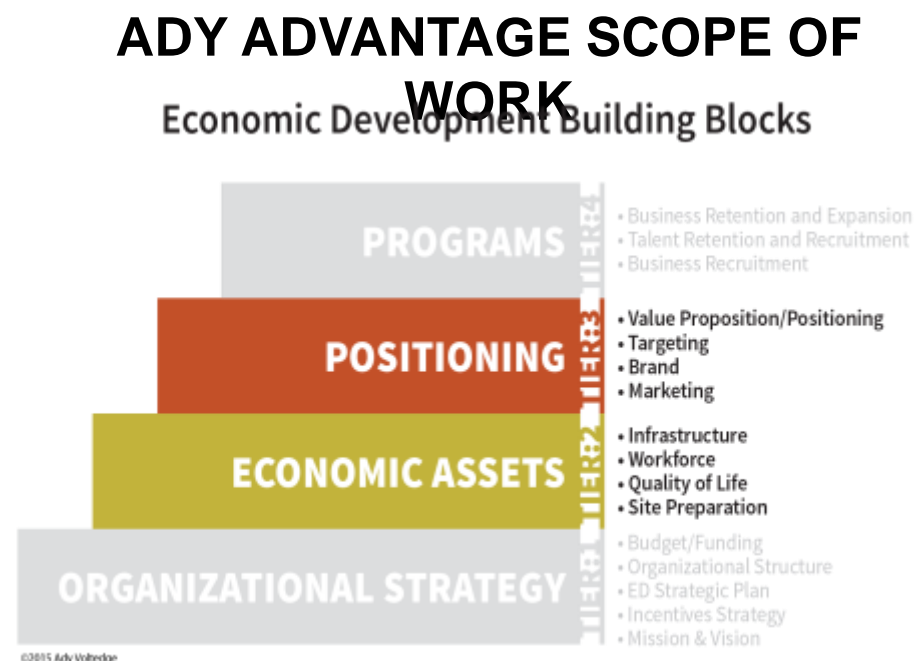 ADY ADVANTAGE SCOPE OF
WORK
Economic Development Building Blocks
PROGRAMS
TIER 4
• Business Retention and Expansion
• Talent Retention and Recruitment
• Business Recruitment
POSITIONING
TIER 3
• Value Proposition/Positioning
• Targeting
• Brand
• Marketing
ECONOMIC ASSETS
TIER 2
• Infrastructure
• Workforce
• Quality of Life
• Site Preparation
ORGANIZATIONAL STRATEGY
TIER 1
• Budget/Funding
• Organizational Structure
• ED Strategic Plan
• Incentives Strategy
• Mission & Vision
©2015 Ady Voltedge